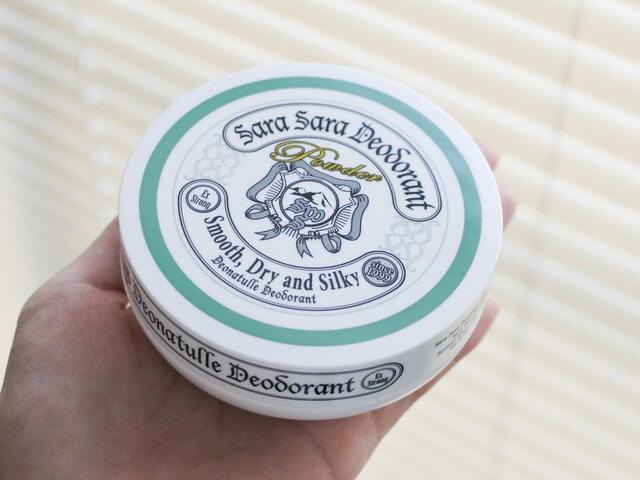 Sara Sara Deodorant
Powder
Ex
Strong
Smooth, Dry and Silky
since
1999
Deonatulle Deodorant
Deonatulle Deodorant
Ex
Strong